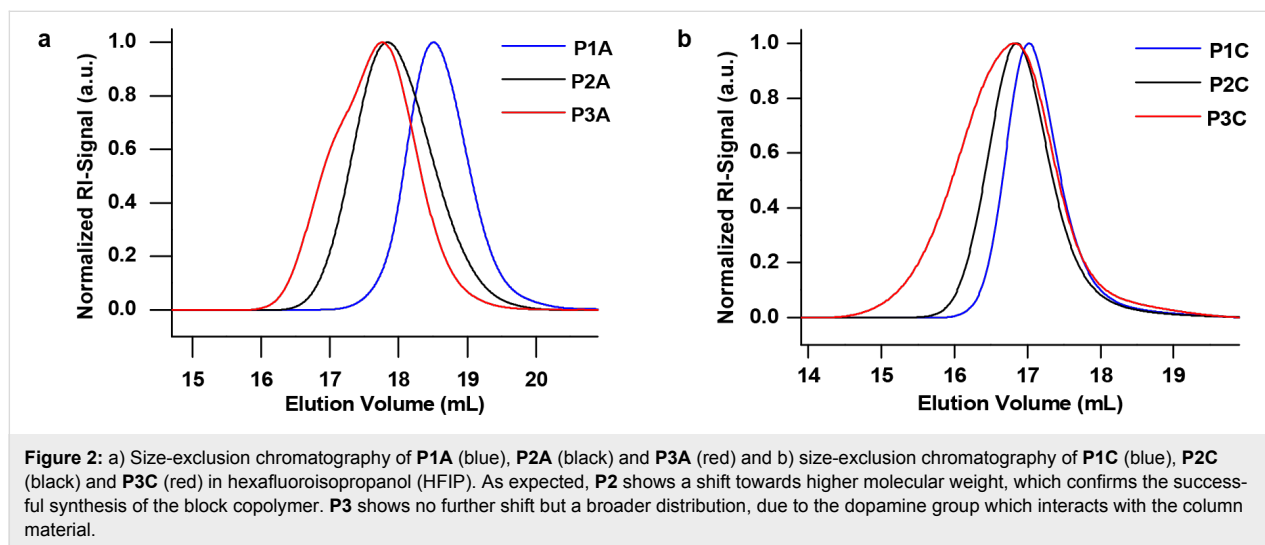 a
Normalized RI-Signal (a.u.)
1.0
0.8
0.6
0.4
0.2
0.0
P1A
P2A
P3A
15 16 17 18 19 20
Elution Volume (mL)
b
Normalized RI-Signal (a.u.)
1.0
0.8
0.6
0.4
0.2
0.0
P1C
P2C
P3C
14 15 16 17 18 19
Elution Volume (mL)
Figure 2: a) Size-exclusion chromatography of P1A (blue), P2A (black) and P3A (red) and b) size-exclusion chromatography of P1C (blue), P2C
(black) and P3C (red) in hexafluoroisopropanol (HFIP). As expected, P2 shows a shift towards higher molecular weight, which confirms the success-
ful synthesis of the block copolymer. P3 shows no further shift but a broader distribution, due to the dopamine group which interacts with the column
material.